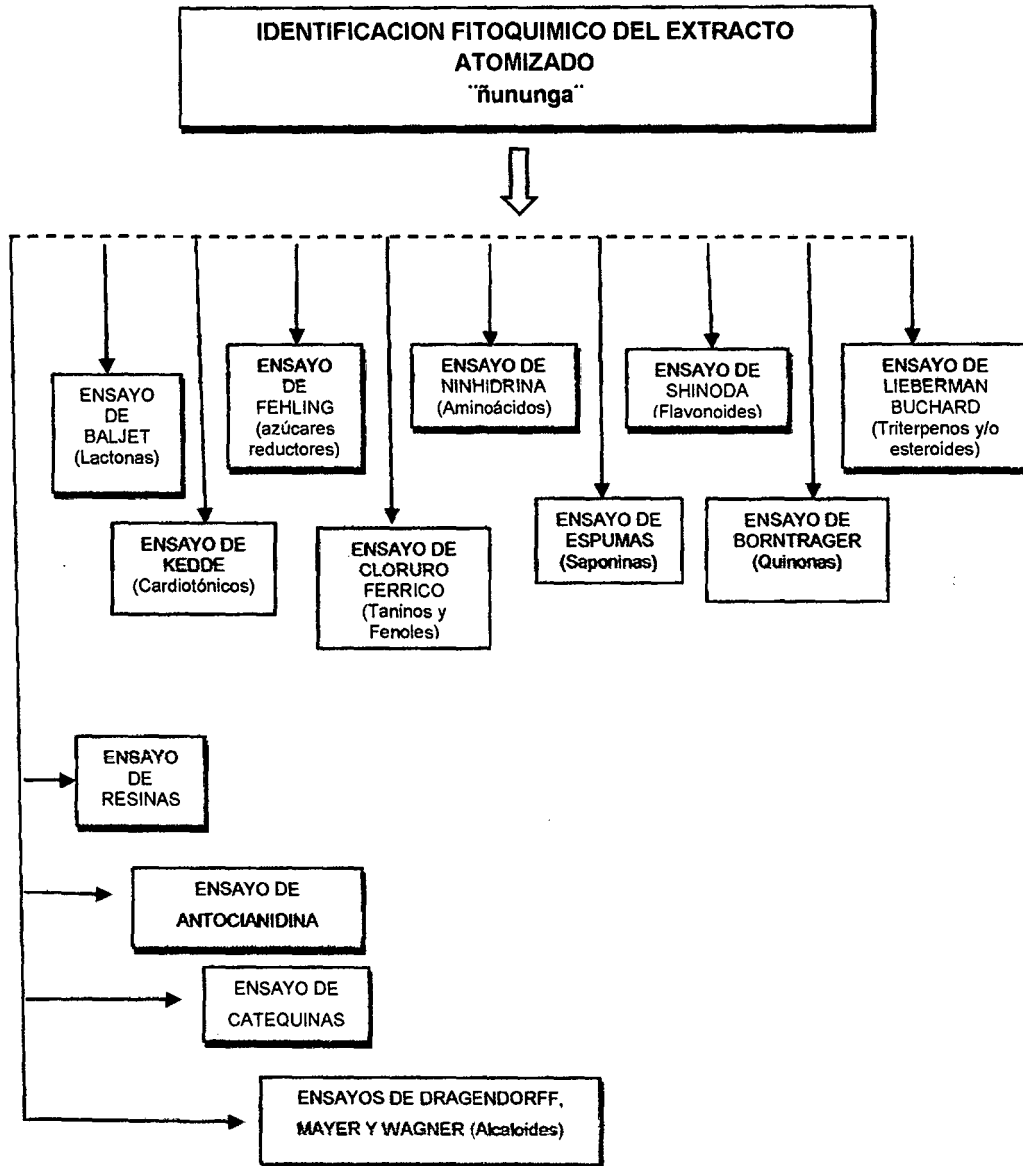 IDENTIFICACION FITOQUIMICO DEL EXTRACTO
ATOMIZADO
¨ñununga¨
ENSAYO
DE
BALJET
(Lactonas)
ENSAYO DE
KEDDE
(Cardiotónicos)
ENSAYO
DE
FEHLING
(azúcares
reductores)
ENSAYO DE
CLORURO
FERRICO
(Taninos y
Fenoles)
ENSAYO DE
NINHIDRINA
(Aminoácidos)
ENSAYO DE
ESPUMAS
(Saponinas)
ENSAYO DE
SHINODA
(Flavonoides)
ENSAYO DE
BORNTRAGER
(Quinonas)
ENSAYO DE
LIEBERMAN
BUCHARD
(Triterpenos y/o
esteroides)
ENSAYO
DE
RESINAS
ENSAYO DE
ANTOCIANIDINA
ENSAYO DE
CATEQUINAS
ENSAYOS DE DRAGENDORFF,
MAYER Y WAGNER (Alcaloides)